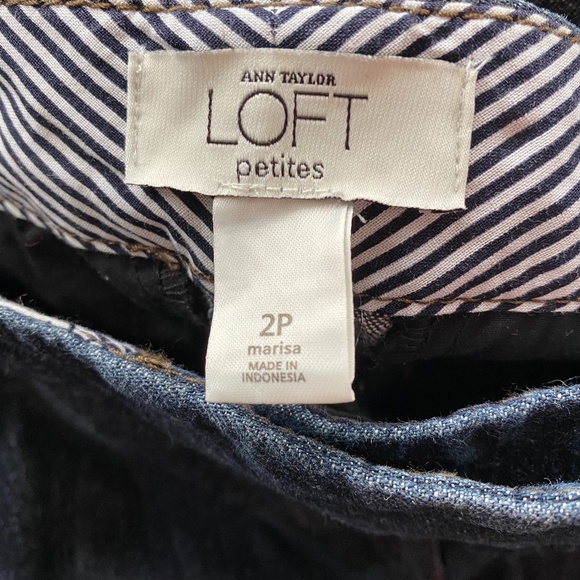 ANN TAYLOR
LOFT
petites
2P
marisa
MADE IN
INDONESIA